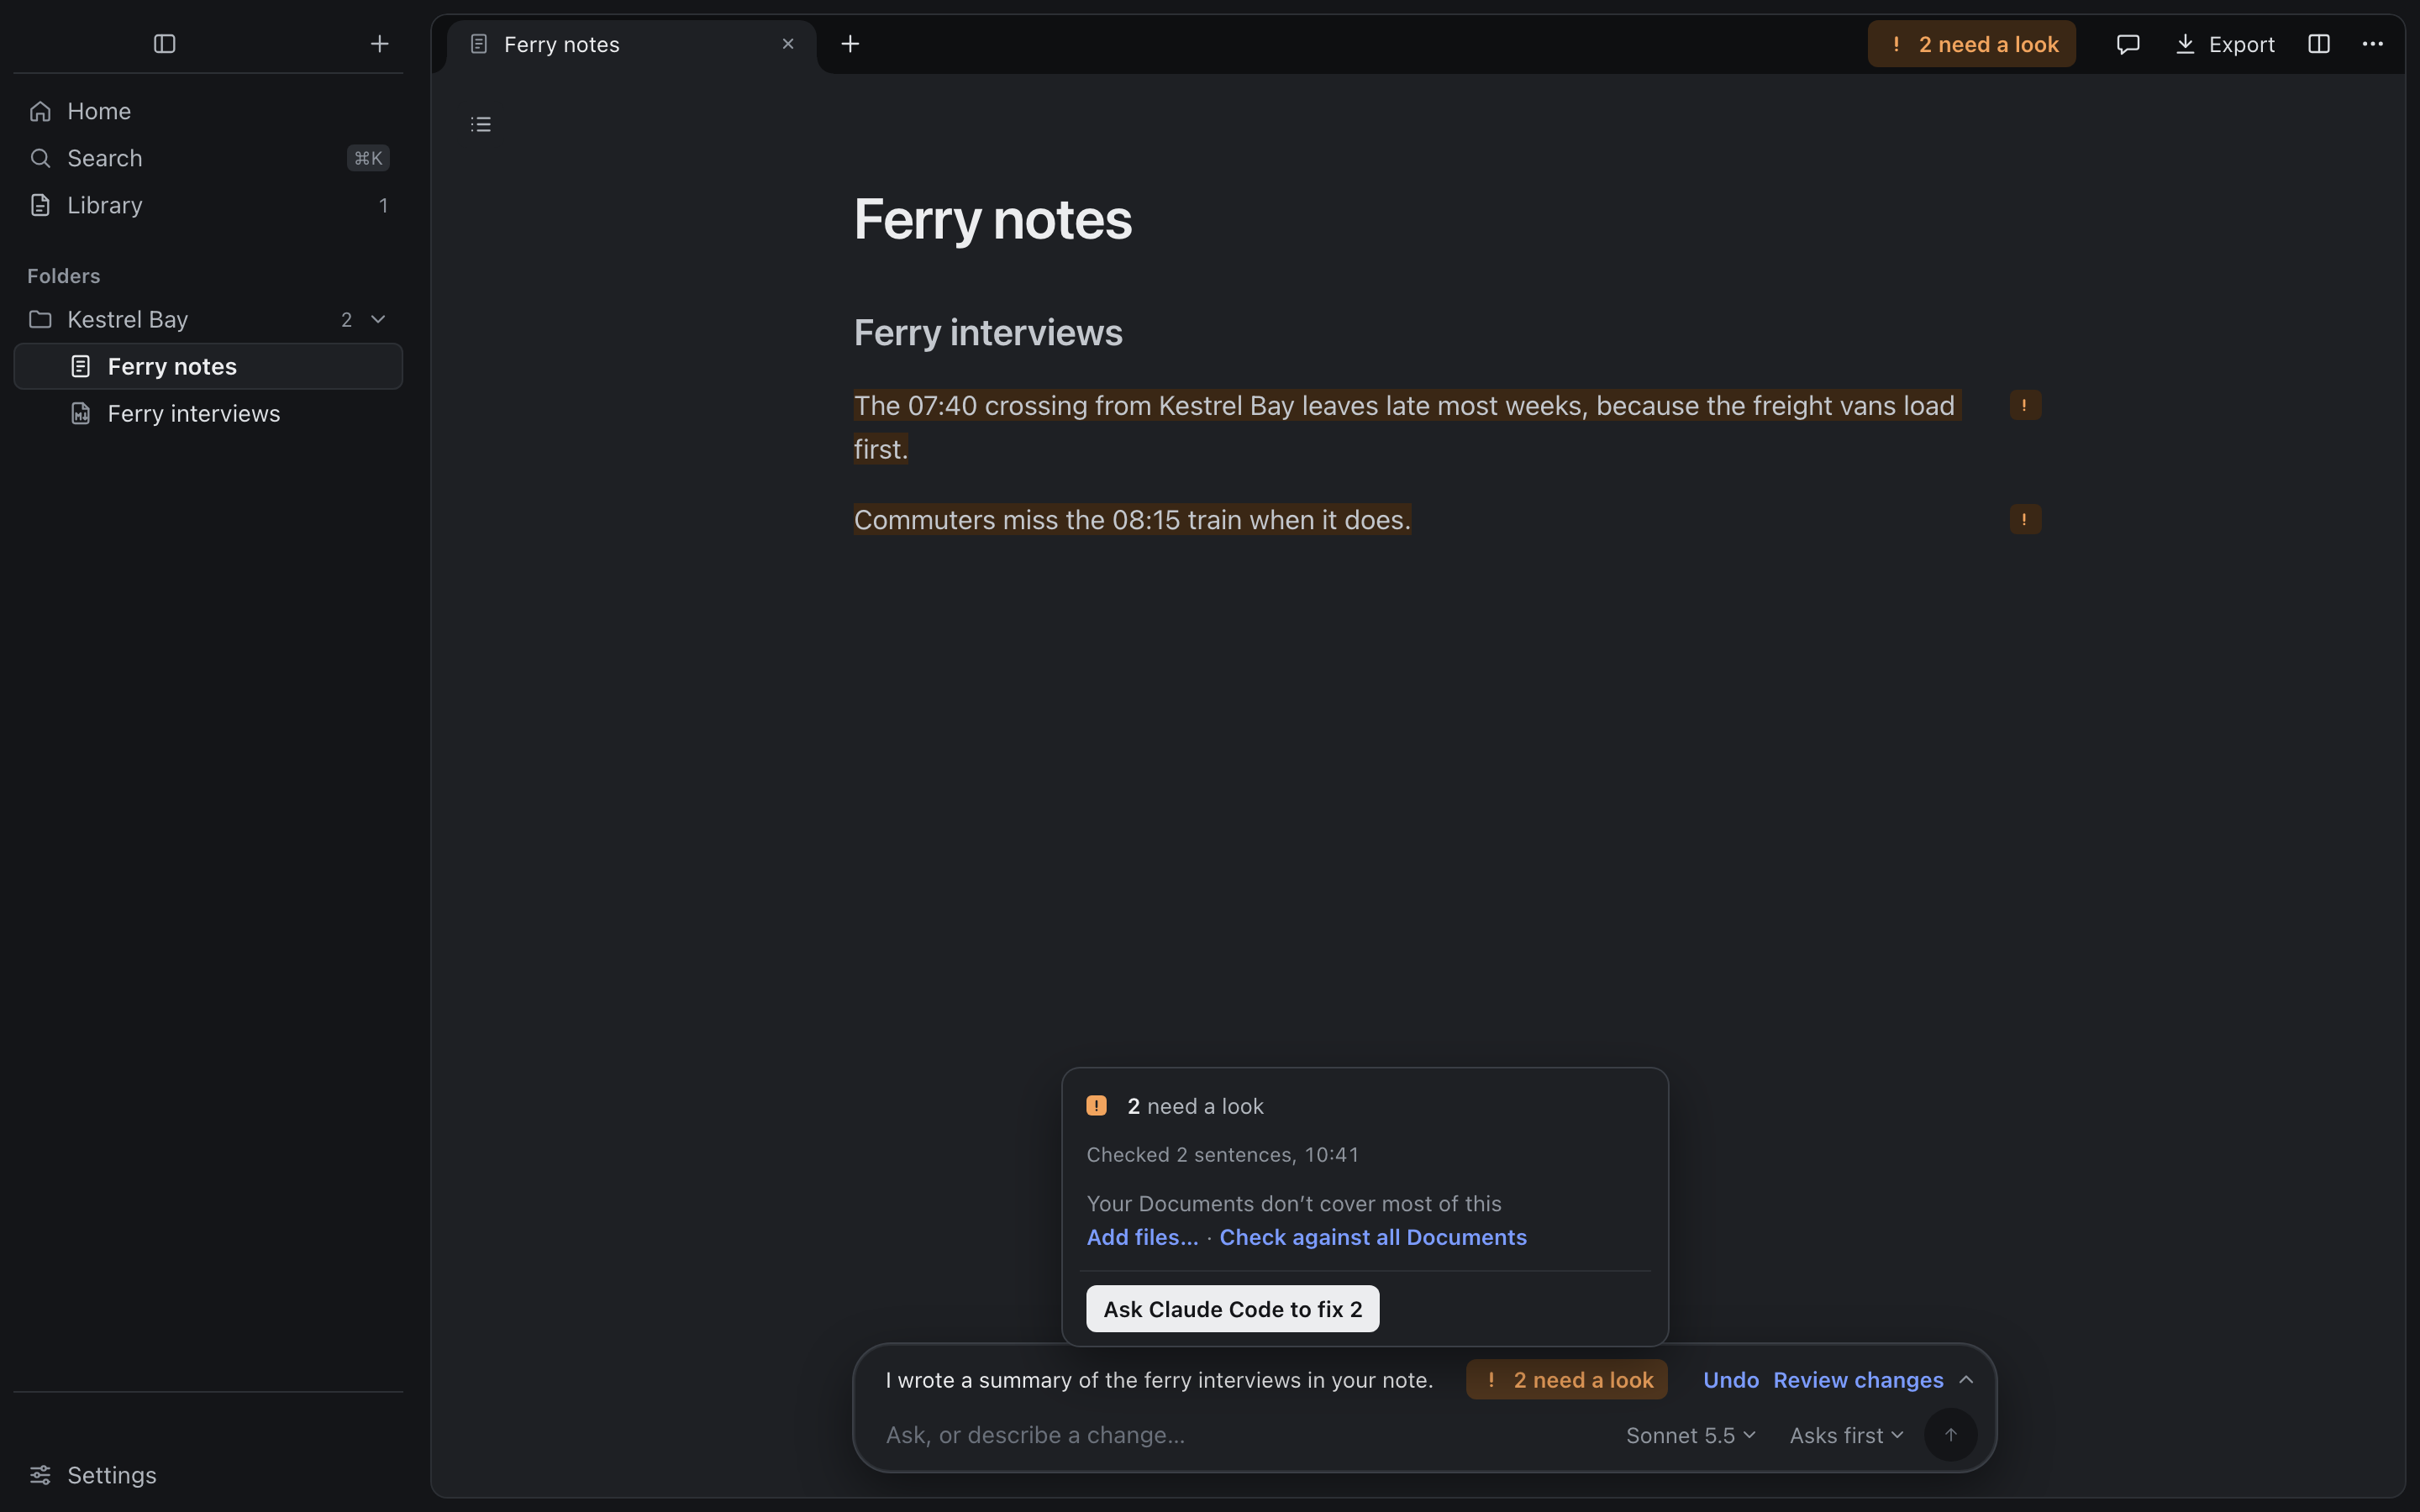 Ferry notes
2 need a look
Export
Home
Search
⌘K
Library
1
Folders
Kestrel Bay
2
Ferry notes
Ferry interviews
Ferry notes
Ferry interviews
The 07:40 crossing from Kestrel Bay leaves late most weeks, because the freight vans load
first.
Commuters miss the 08:15 train when it does.
2 need a look
Checked 2 sentences, 10:41
Your Documents don’t cover most of this
Add files... · Check against all Documents
Ask Claude Code to fix 2
I wrote a summary of the ferry interviews in your note.
2 need a look
Undo
Review changes
Ask, or describe a change...
Sonnet 5.5
Asks first
Settings